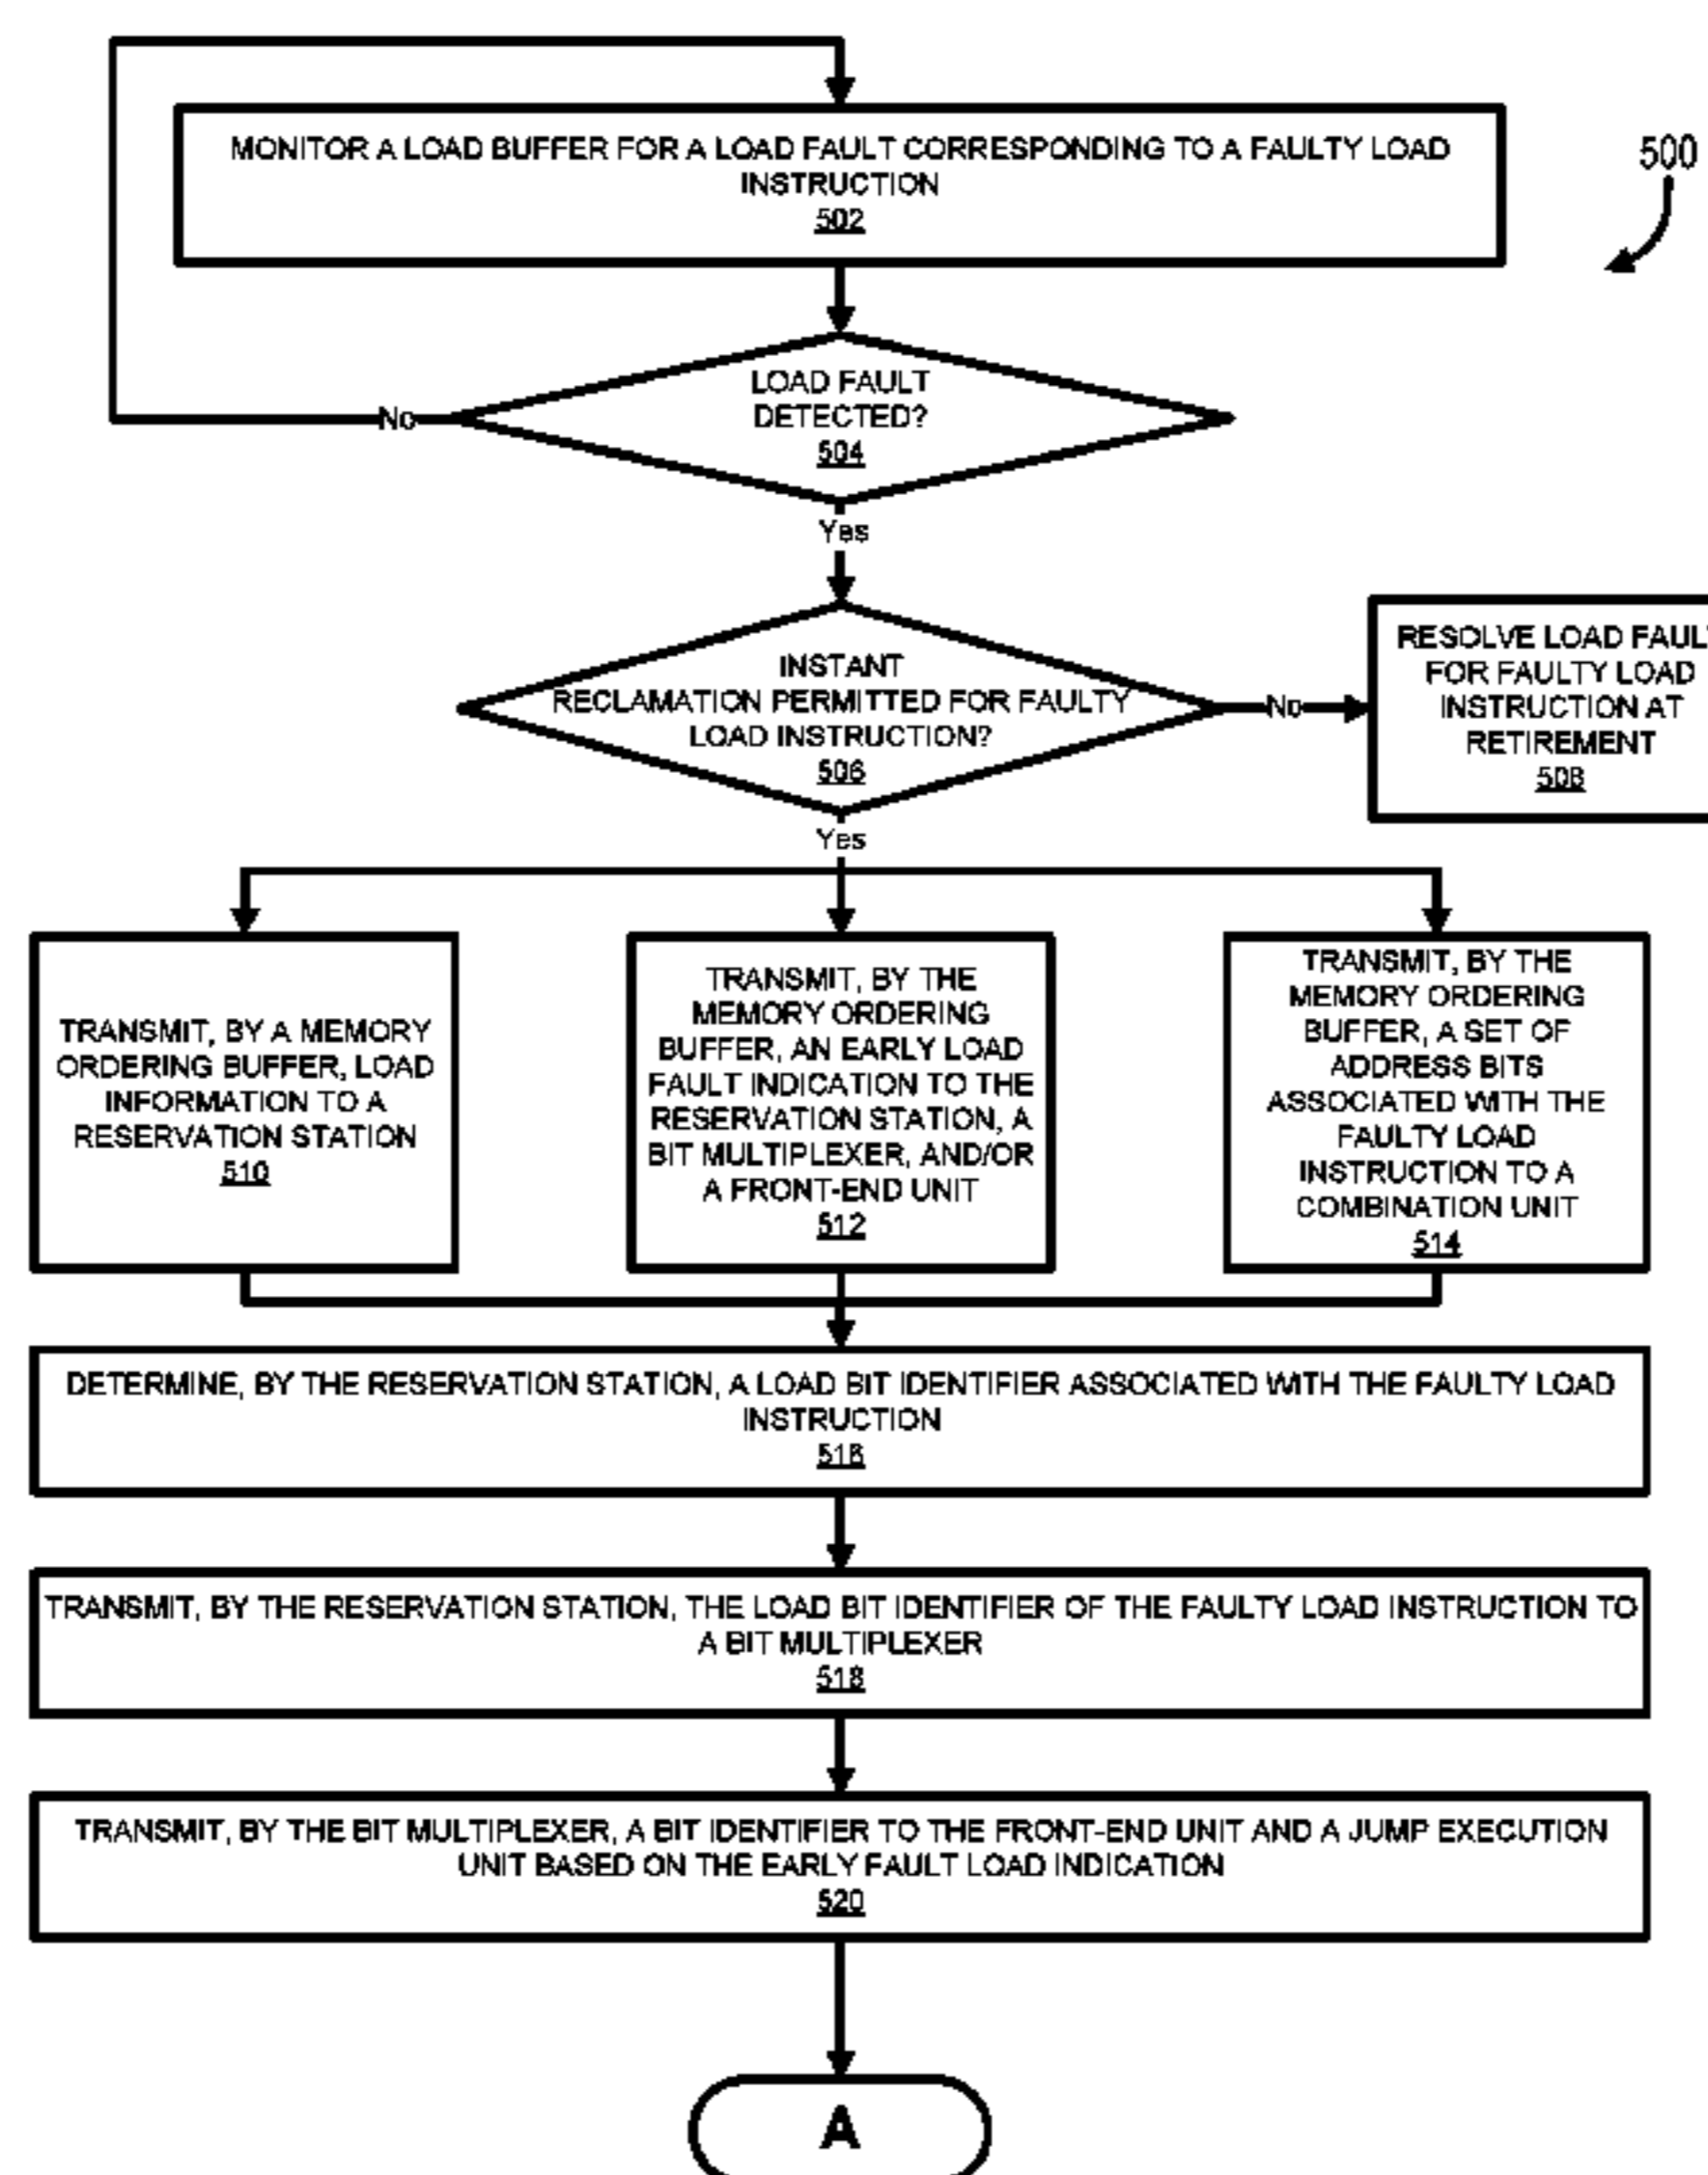 MONITOR A LOAD BUFFER FOR A LOAD FAULT CORRESPONDING TO A FAULTY LOAD
INSTRUCTION
502
500
LOAD FAULT
DETECTED?
504
No
Yes
INSTANT
RECLAMATION PERMITTED FOR FAULTY
LOAD INSTRUCTION?
506
No
RESOLVE LOAD FAULT
FOR FAULTY LOAD
INSTRUCTION AT
RETIREMENT
508
Yes
TRANSMIT, BY A MEMORY
ORDERING BUFFER, LOAD
INFORMATION TO A
RESERVATION STATION
510
TRANSMIT, BY THE
MEMORY ORDERING
BUFFER, AN EARLY LOAD
FAULT INDICATION TO THE
RESERVATION STATION, A
BIT MULTIPLEXER, AND/OR
A FRONT-END UNIT
512
TRANSMIT, BY THE
MEMORY ORDERING
BUFFER, A SET OF
ADDRESS BITS
ASSOCIATED WITH THE
FAULTY LOAD
INSTRUCTION TO A
COMBINATION UNIT
514
DETERMINE, BY THE RESERVATION STATION, A LOAD BIT IDENTIFIER ASSOCIATED WITH THE FAULTY LOAD
INSTRUCTION
516
TRANSMIT, BY THE RESERVATION STATION, THE LOAD BIT IDENTIFIER OF THE FAULTY LOAD INSTRUCTION TO
A BIT MULTIPLEXER
518
TRANSMIT, BY THE BIT MULTIPLEXER, A BIT IDENTIFIER TO THE FRONT-END UNIT AND A JUMP EXECUTION
UNIT BASED ON THE EARLY FAULT LOAD INDICATION
520
A